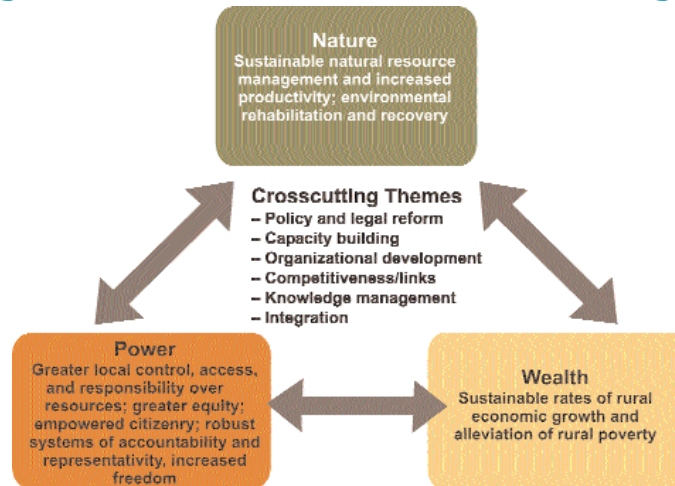 Nature
Sustainable natural resource
management and increased
productivity; environmental
rehabilitation and recovery
Crosscutting Themes
– Policy and legal reform
– Capacity building
– Organizational development
– Competitiveness/links
– Knowledge management
– Integration
Power
Greater local control, access,
and responsibility over
resources; greater equity;
empowered citizenry; robust
systems of accountability and
representativity, increased
freedom
Wealth
Sustainable rates of rural
economic growth and
alleviation of rural poverty